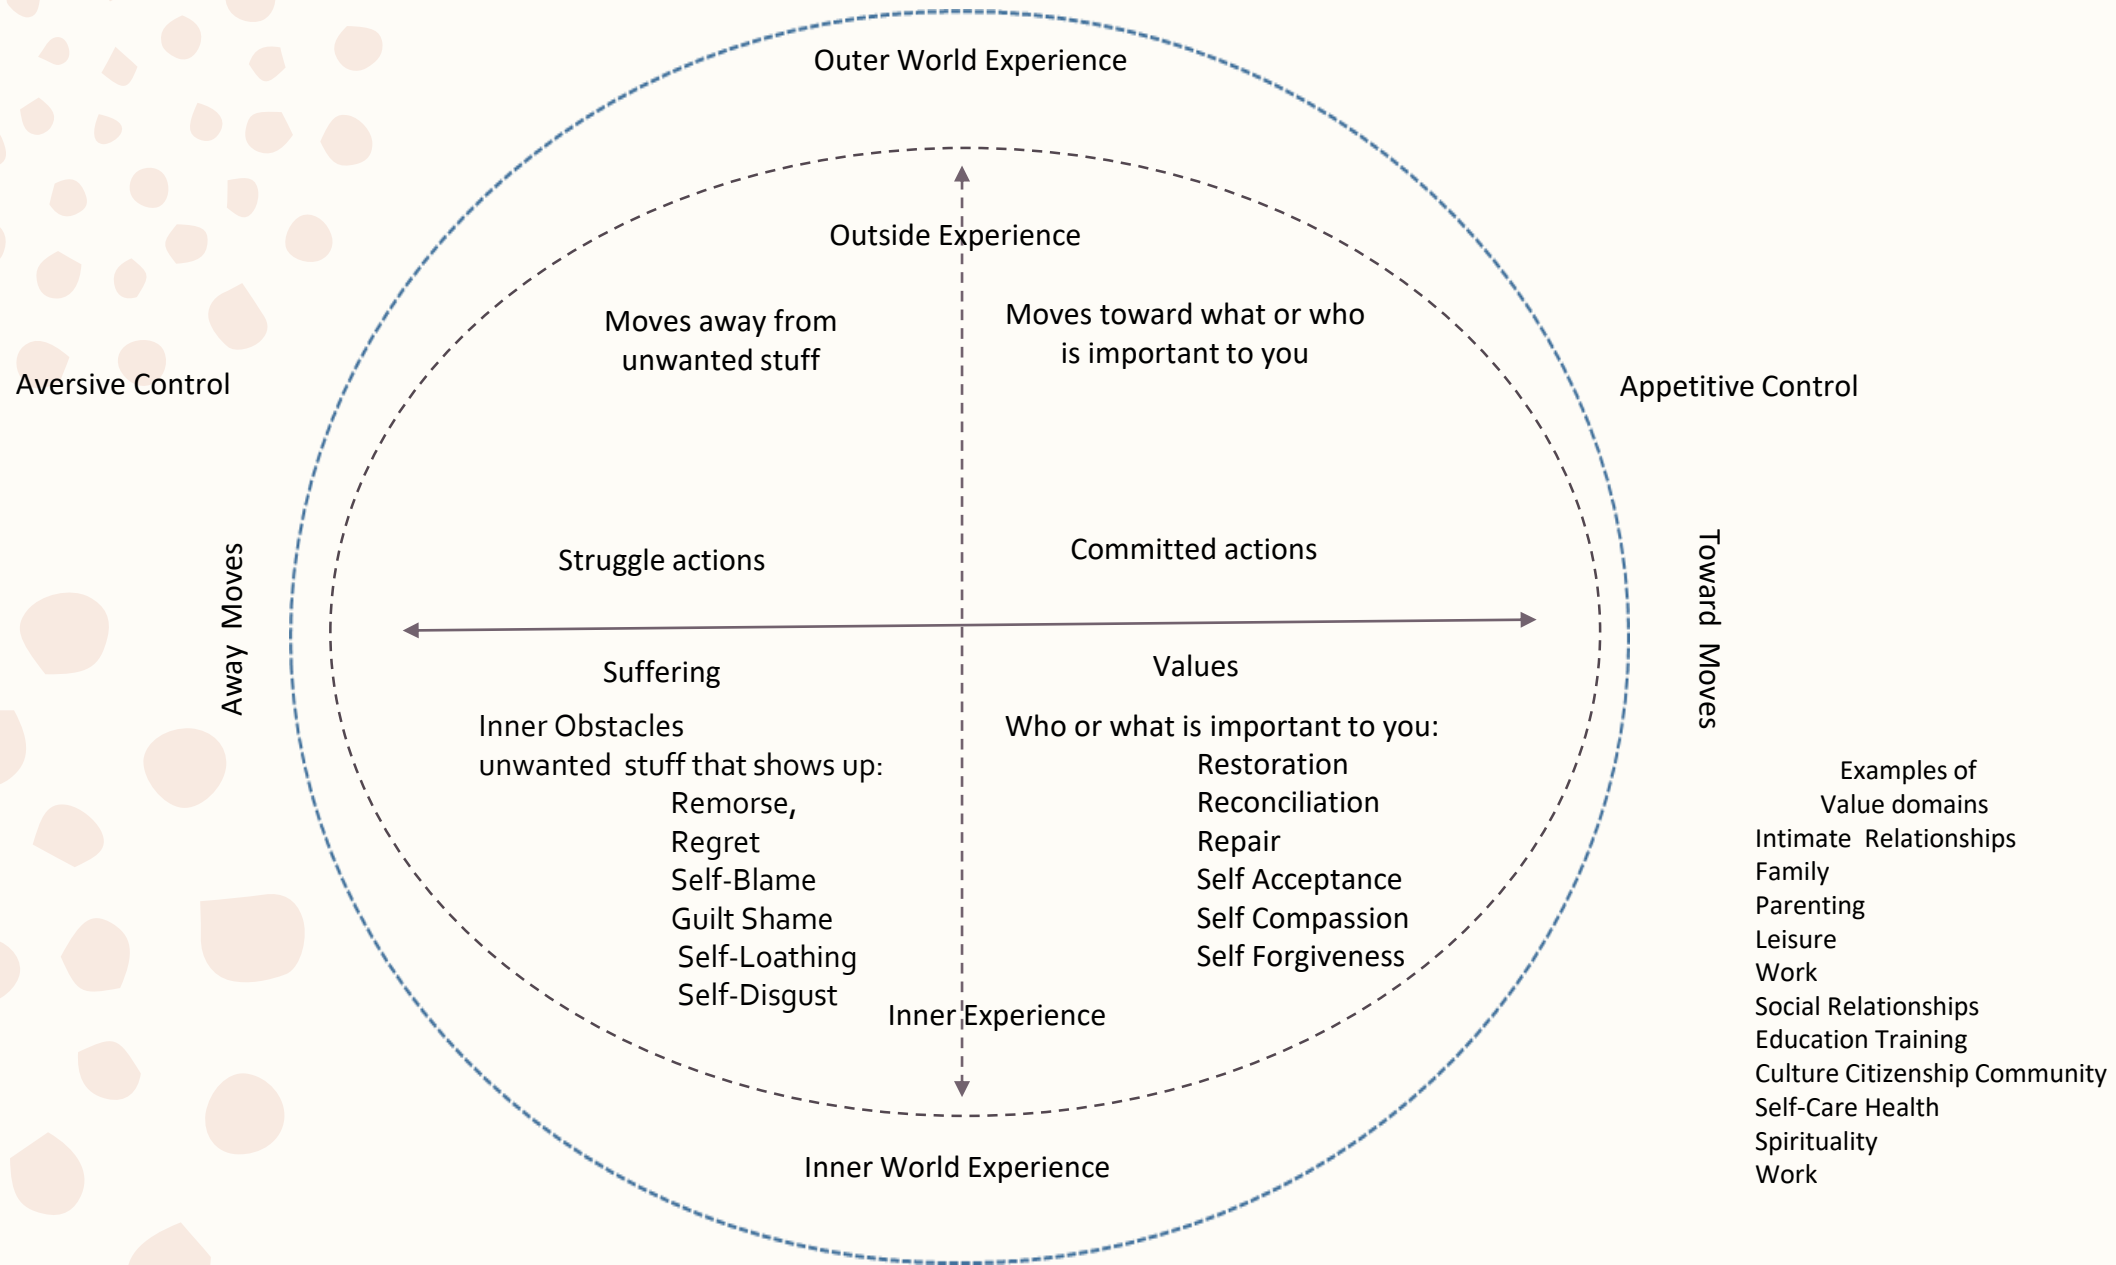 Outer World Experience
Outside Experience
Moves away from
unwanted stuff
Moves toward what or who
is important to you
Aversive Control
Appetitive Control
Away Moves
Struggle actions
Committed actions
Toward Moves
Suffering
Values
Inner Obstacles
unwanted stuff that shows up:
Remorse,
Regret
Self-Blame
Guilt Shame
Self-Loathing
Self-Disgust
Who or what is important to you:
Restoration
Reconciliation
Repair
Self Acceptance
Self Compassion
Self Forgiveness
Inner Experience
Inner World Experience
Examples of
Value domains
Intimate Relationships
Family
Parenting
Leisure
Work
Social Relationships
Education Training
Culture Citizenship Community
Self-Care Health
Spirituality
Work